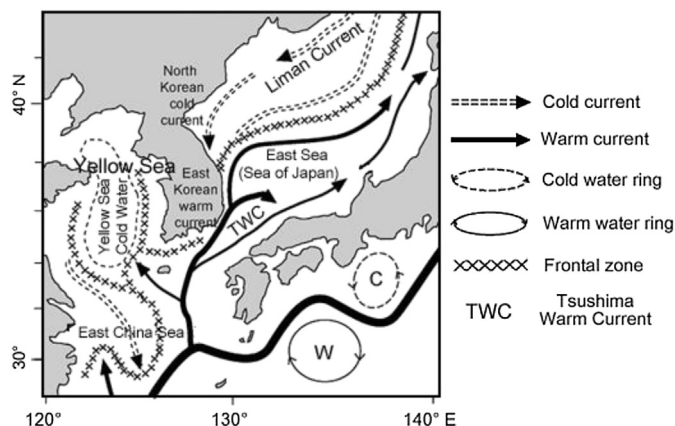 40° N
30°
120°
130°
140° E
North
Korean
cold
current
Liman Current
Yellow Sea
Yellow Sea
Cold Water
East
Korean
warm
current
East Sea
(Sea of Japan)
TWC
East China Sea
C
W
Cold current
Warm current
Cold water ring
Warm water ring
Frontal zone
TWC
Tsushima
Warm Current